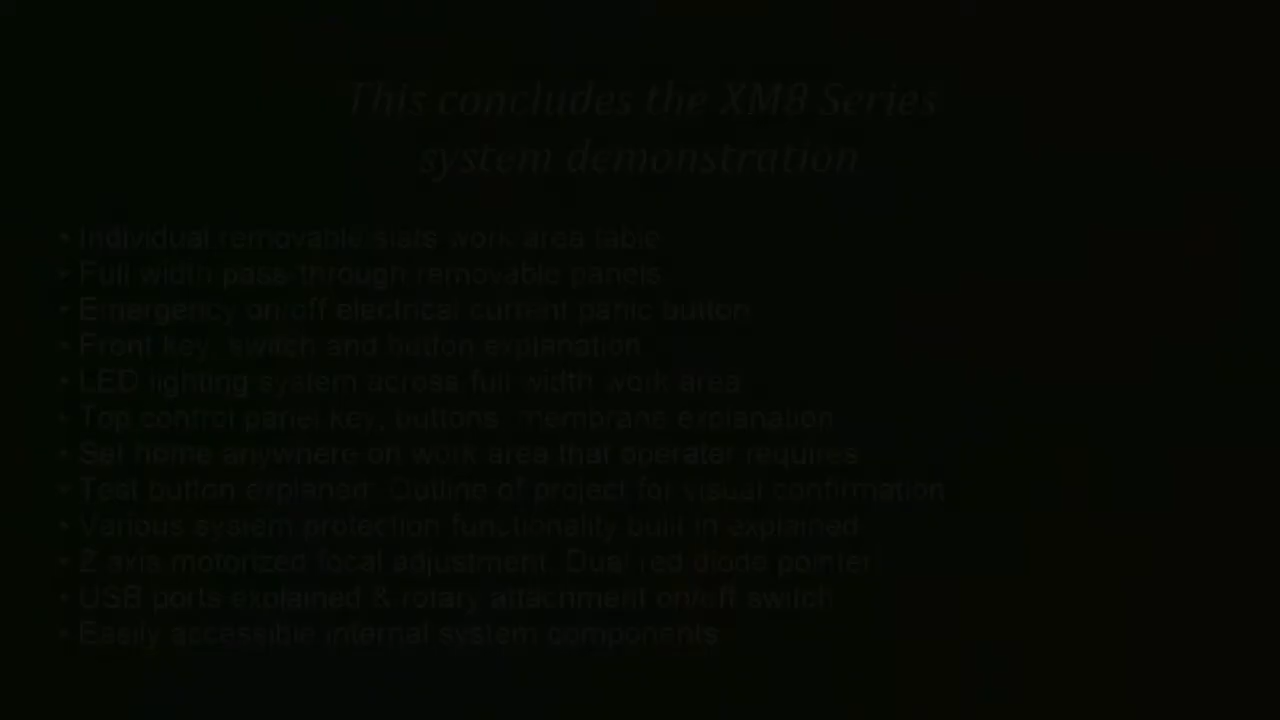 This concludes the XM8 Series
system demonstration
• Individual removable slats work area table
• Full width pass through removable panels
• Emergency on/off electrical current panic button
• Front key, switch and button explanation
• LED lighting system across full width work area
• Top control panel key, buttons, membrane explanation
• Set home anywhere on work area that operator requires
• Test button Outline of project for visual confirmation
• Various system protection functionality built in explained
• Z axis motorized focal adjustment. Dual red diode pointer
• USB ports explained & rotary attachment on/off switch
• Easily accessible internal system components